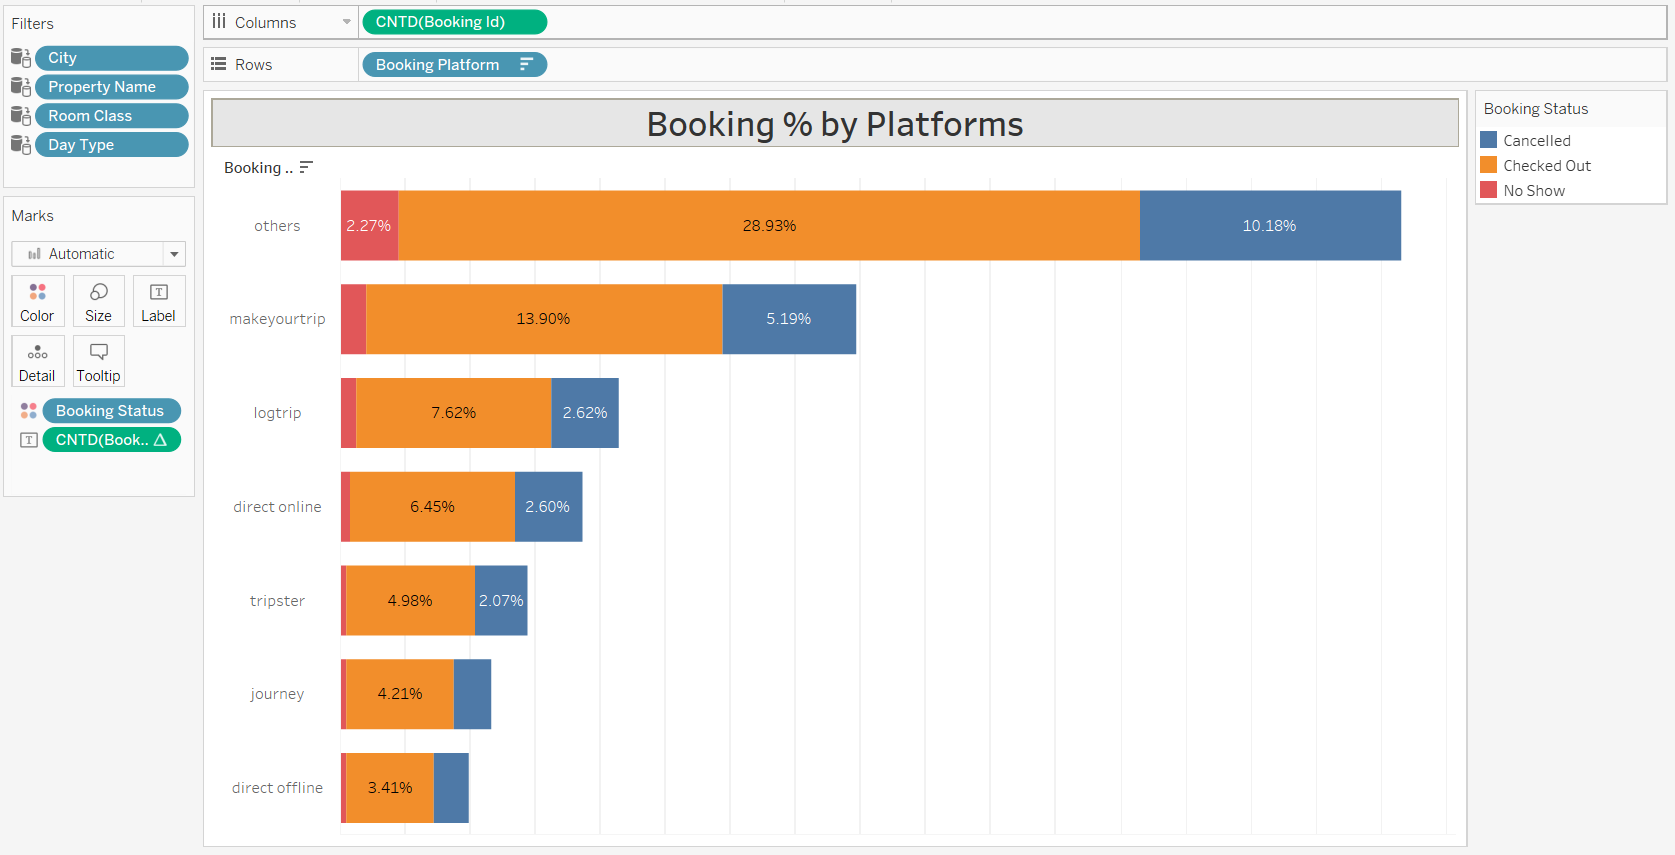 Filters
City
Property Name
Room Class
Day Type
Marks
Automatic
Color Size Label
Detail Tooltip
Booking Status
CNTD(Book..
Columns CNTD(Booking Id)
Rows Booking Platform
Booking % by Platforms
Booking ..
others 2.27% 28.93% 10.18%
makeyourtrip 13.90% 5.19%
logtrip 7.62% 2.62%
direct online 6.45% 2.60%
tripster 4.98% 2.07%
journey 4.21%
direct offline 3.41%
Booking Status
Cancelled
Checked Out
No Show